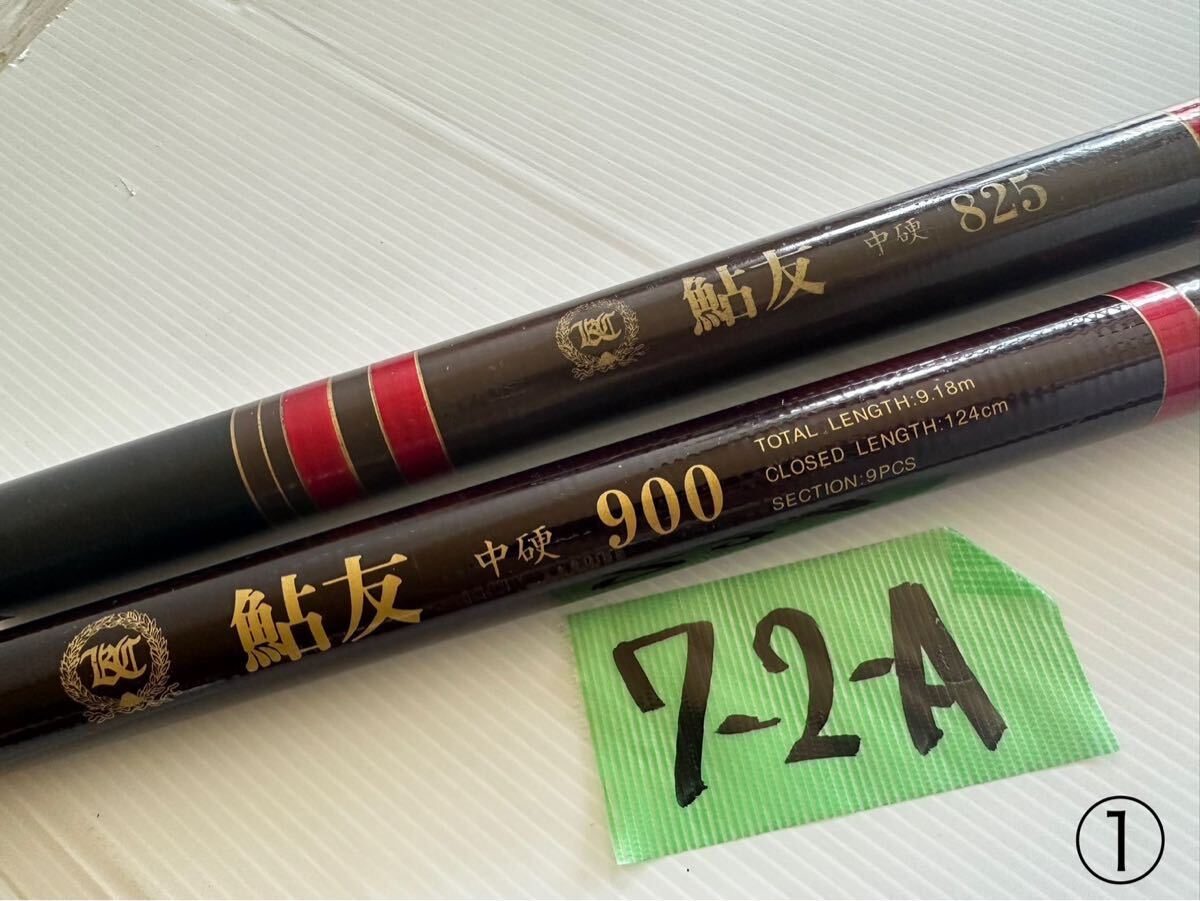 鮎友 中硬 825
鮎友 中硬 900
TOTAL LENGTH:9.18m
CLOSED LENGTH:124cm
SECTION:9PCS
7-2-A
①